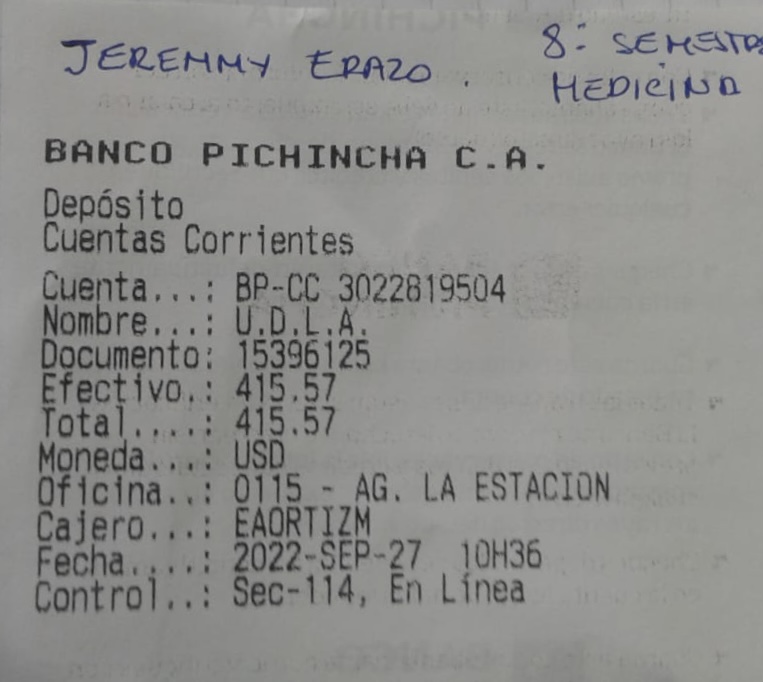 JEREMMY ERAZO.
8º SEMESTRE
MEDICINA
BANCO PICHINCHA C.A.
Depósito
Cuentas Corrientes
Cuenta...: BP-CC 3022819504
Nombre...: U.D.L.A.
Documento: 15396125
Efectivo.: 415.57
Total....: 415.57
Moneda...: USD
Oficina..: 0115 - AG. LA ESTACION
Cajero...: EAORTIZM
Fecha....: 2022-SEP-27 10H36
Control..: Sec-114, En Línea